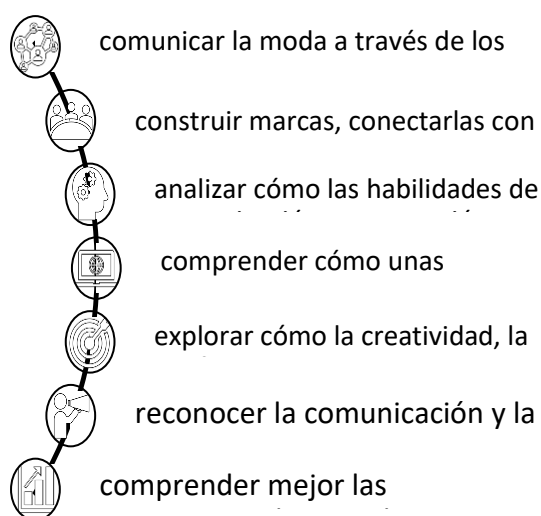 comunicar la moda a través de los
construir marcas, conectarlas con
analizar cómo las habilidades de
comprender cómo unas
explorar cómo la creatividad, la
reconocer la comunicación y la
comprender mejor las